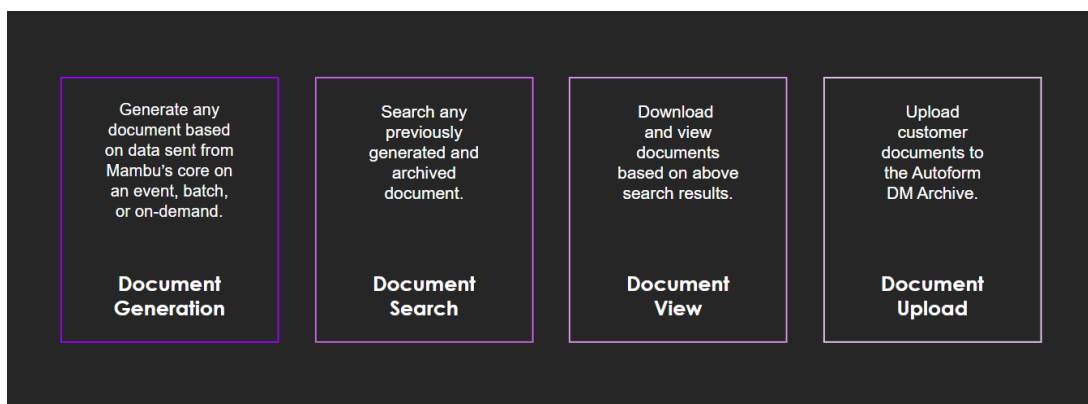 Generate any
document based
on data sent from
Mambu's core on
an event, batch,
or on-demand.
Document
Generation
Search any
previously
generated and
archived
document.
Document
Search
Download
and view
documents
based on above
search results.
Document
View
Upload
customer
documents to
the Autoform
DM Archive.
Document
Upload